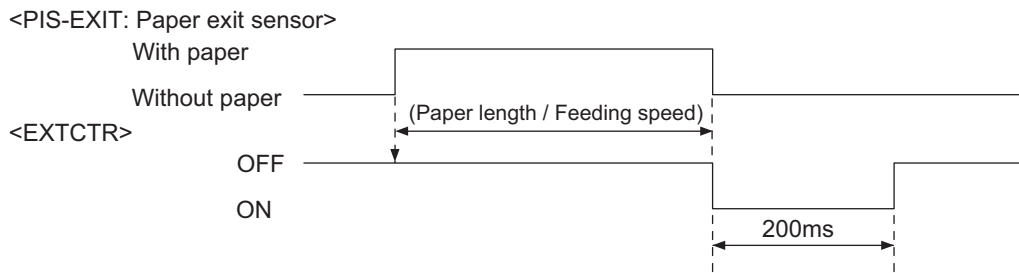 <PIS-EXIT: Paper exit sensor>
With paper
Without paper
(Paper length / Feeding speed)
<EXTCTR>
OFF
ON
200ms